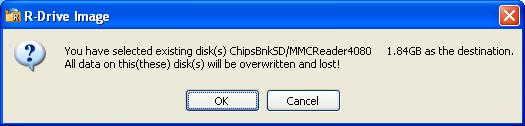 R-Drive Image
You have selected existing disk(s) ChipsBnkSD/MMCReader4080 1.84GB as the destination.
All data on this(these) disk(s) will be overwritten and lost!
OK Cancel